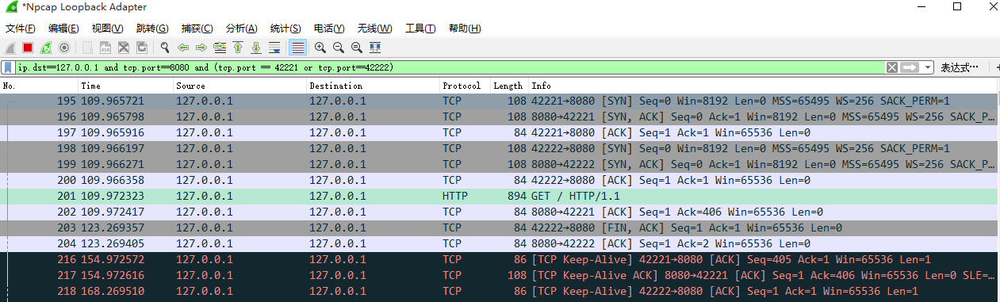 *Npcap Loopback Adapter
文件(F) 编辑(E) 视图(V) 跳转(G) 捕获(C) 分析(A) 统计(S) 电话(Y) 无线(W) 工具(T) 帮助(H)
ip.dst==127.0.0.1 and tcp.port==8080 and (tcp.port == 42221 or tcp.port==42222) 表达式…
No. Time Source Destination Protocol Length Info
195 109.965721 127.0.0.1 127.0.0.1 TCP 108 42221→8080 [SYN] Seq=0 Win=8192 Len=0 MSS=65495 WS=256 SACK_PERM=1
196 109.965798 127.0.0.1 127.0.0.1 TCP 108 8080→42221 [SYN, ACK] Seq=0 Ack=1 Win=8192 Len=0 MSS=65495 WS=256 SACK_P…
197 109.965916 127.0.0.1 127.0.0.1 TCP 84 42221→8080 [ACK] Seq=1 Ack=1 Win=65536 Len=0
198 109.966197 127.0.0.1 127.0.0.1 TCP 108 42222→8080 [SYN] Seq=0 Win=8192 Len=0 MSS=65495 WS=256 SACK_PERM=1
199 109.966271 127.0.0.1 127.0.0.1 TCP 108 8080→42222 [SYN, ACK] Seq=0 Ack=1 Win=8192 Len=0 MSS=65495 WS=256 SACK_P…
200 109.966358 127.0.0.1 127.0.0.1 TCP 84 42222→8080 [ACK] Seq=1 Ack=1 Win=65536 Len=0
201 109.972323 127.0.0.1 127.0.0.1 HTTP 894 GET / HTTP/1.1
202 109.972417 127.0.0.1 127.0.0.1 TCP 84 8080→42221 [ACK] Seq=1 Ack=406 Win=65536 Len=0
203 123.269357 127.0.0.1 127.0.0.1 TCP 84 42222→8080 [FIN, ACK] Seq=1 Ack=1 Win=65536 Len=0
204 123.269405 127.0.0.1 127.0.0.1 TCP 84 8080→42222 [ACK] Seq=1 Ack=2 Win=65536 Len=0
216 154.972572 127.0.0.1 127.0.0.1 TCP 86 [TCP Keep-Alive] 42221→8080 [ACK] Seq=405 Ack=1 Win=65536 Len=1
217 154.972616 127.0.0.1 127.0.0.1 TCP 108 [TCP Keep-Alive ACK] 8080→42221 [ACK] Seq=1 Ack=406 Win=65536 Len=0 SLE=…
218 168.269510 127.0.0.1 127.0.0.1 TCP 86 [TCP Keep-Alive] 42222→8080 [ACK] Seq=1 Ack=1 Win=65536 Len=1